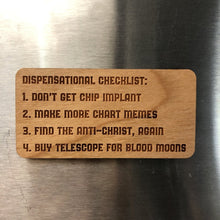 DISPENSATIONAL CHECKLIST:
1. DON'T GET CHIP IMPLANT
2. MAKE MORE CHART MEMES
3. FIND THE ANTI-CHRIST, AGAIN
4. BUY TELESCOPE FOR BLOOD MOONS